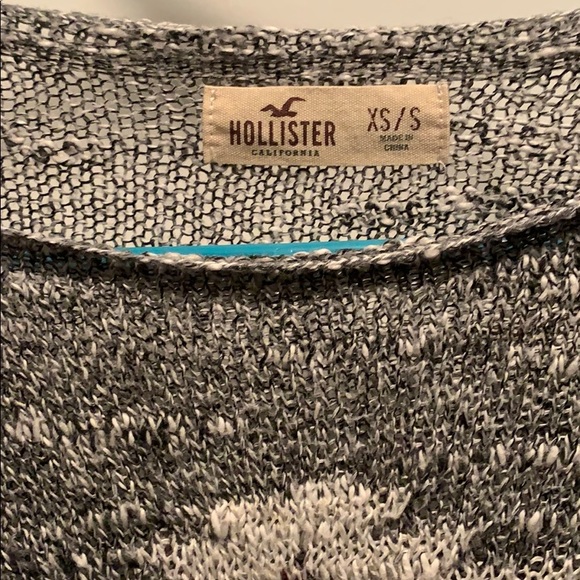 HOLLISTER
CALIFORNIA
XS/S
MADE IN
CHINA